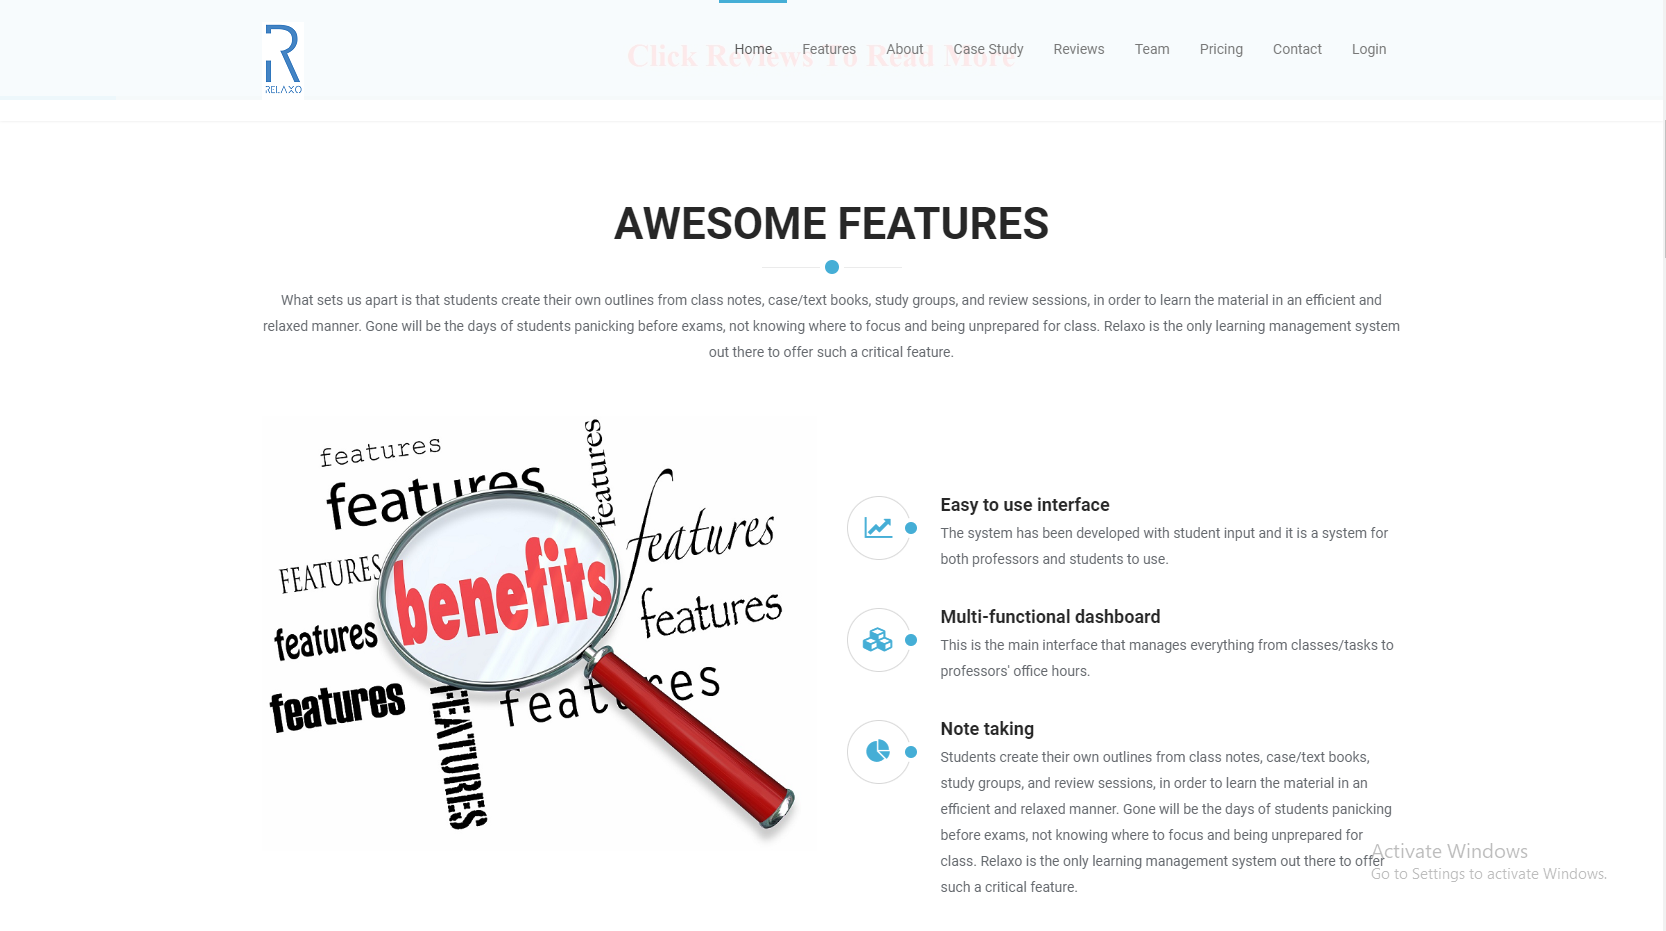 RELAXO
Click Reviews To Read More
Home Features About Case Study Reviews Team Pricing Contact Login
AWESOME FEATURES
What sets us apart is that students create their own outlines from class notes, case/text books, study groups, and review sessions, in order to learn the material in an efficient and
relaxed manner. Gone will be the days of students panicking before exams, not knowing where to focus and being unprepared for class. Relaxo is the only learning management system
out there to offer such a critical feature.
features
features
features
features
FEATURES
benefits
features
features
features
features
FEATURES
Easy to use interface
The system has been developed with student input and it is a system for
both professors and students to use.
Multi-functional dashboard
This is the main interface that manages everything from classes/tasks to
professors' office hours.
Note taking
Students create their own outlines from class notes, case/text books,
study groups, and review sessions, in order to learn the material in an
efficient and relaxed manner. Gone will be the days of students panicking
before exams, not knowing where to focus and being unprepared for
class. Relaxo is the only learning management system out there to offer
such a critical feature.
Activate Windows
Go to Settings to activate Windows.